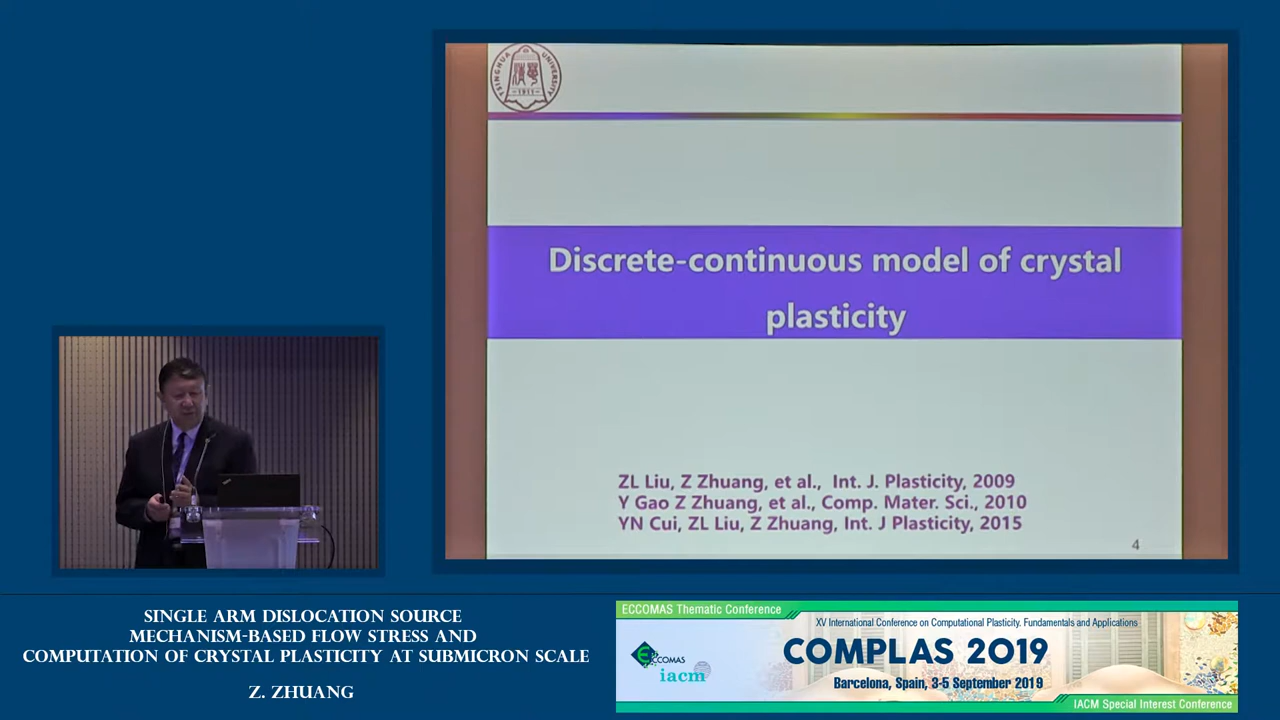 TSINGHUA UNIVERSITY
-1911-
Discrete-continuous model of crystal
plasticity
ZL Liu, Z Zhuang, et al., Int. J. Plasticity, 2009
Y Gao Z Zhuang, et al., Comp. Mater. Sci., 2010
YN Cui, ZL Liu, Z Zhuang, Int. J Plasticity, 2015
4
SINGLE ARM DISLOCATION SOURCE
MECHANISM-BASED FLOW STRESS AND
COMPUTATION OF CRYSTAL PLASTICITY AT SUBMICRON SCALE
Z. ZHUANG
ECCOMAS Thematic Conference
XV International Conference on Computational Plasticity. Fundamentals and Applications
ECCOMAS
iacm
COMPLAS 2019
Barcelona, Spain, 3-5 September 2019
IACM Special Interest Conference